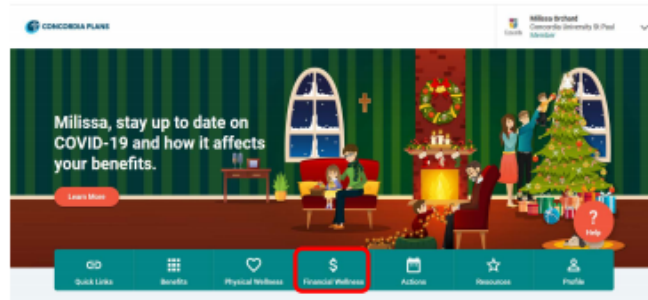 CONCORDIA PLANS
Milissa Orchard
Concordia University St Paul
Member
Milissa, stay up to date on
COVID-19 and how it affects
your benefits.
Learn More
?
Help
$
Quick Links
Benefits
Physical Wellness
Financial Wellness
Actions
Resources
Profile